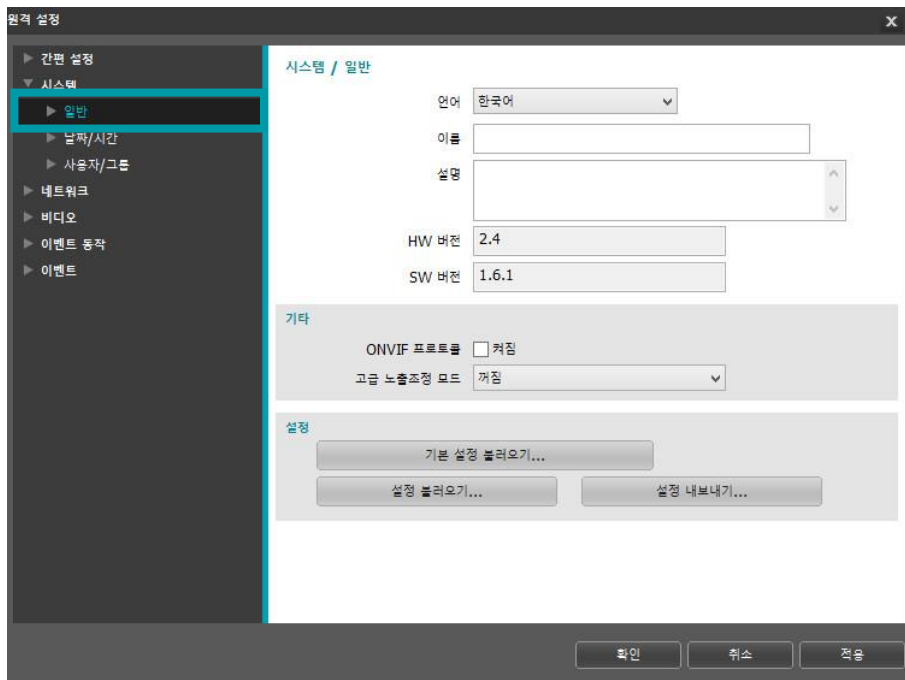 원격 설정
X
간편 설정
시스템
일반
날짜/시간
사용자/그룹
네트워크
비디오
이벤트 동작
이벤트
시스템 / 일반
언어 한국어
이름
설명
HW 버전 2.4
SW 버전 1.6.1
기타
ONVIF 프로토콜 켜짐
고급 노출조정 모드 꺼짐
설정
기본 설정 불러오기...
설정 불러오기... 설정 내보내기...
확인 취소 적용